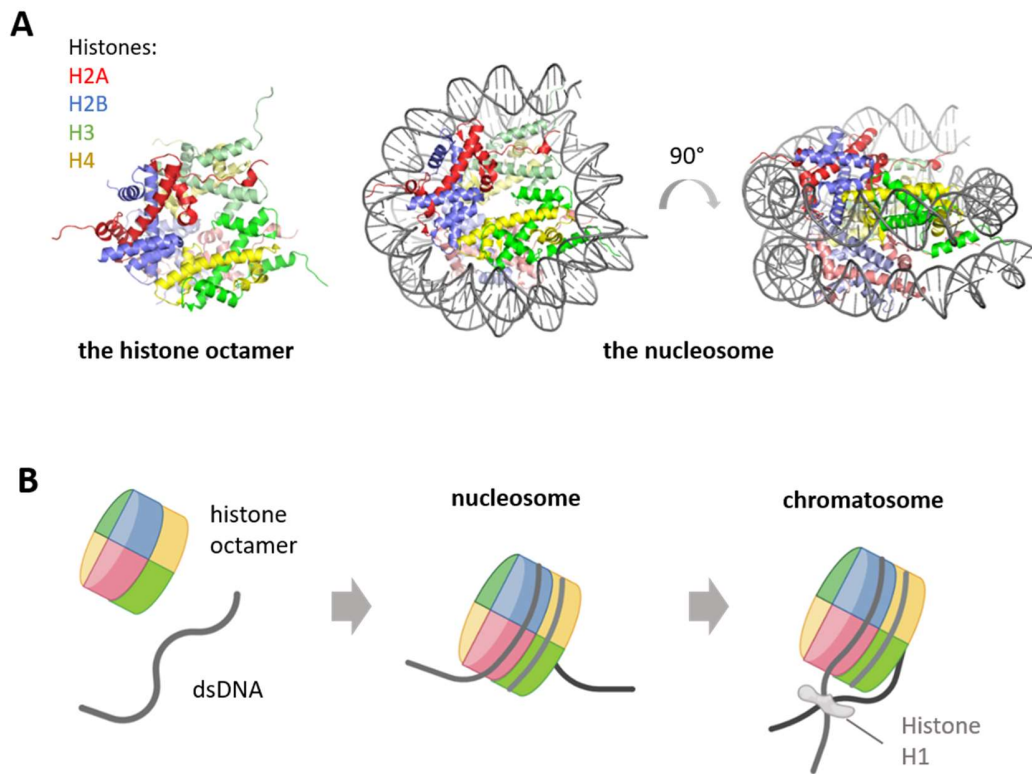 A
Histones:
H2A
H2B
H3
H4
90°
the histone octamer
the nucleosome
B
histone
octamer
dsDNA
nucleosome
chromatosome
Histone
H1